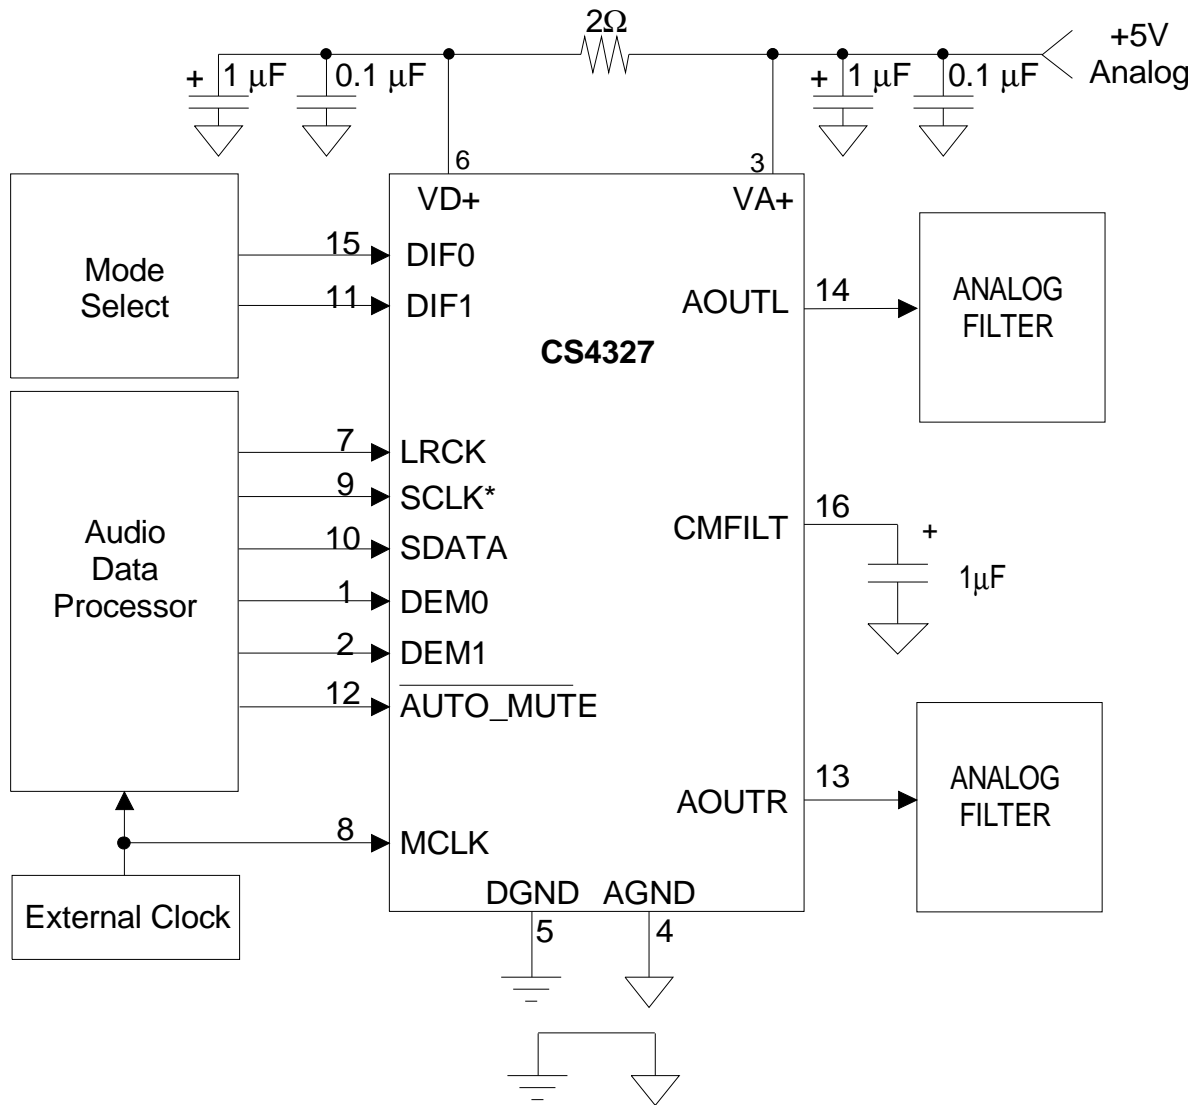 2Ω
+5V
Analog
+ 1 μF
0.1 μF
+ 1 μF
0.1 μF
6
3
VD+
VA+
Mode
Select
15
DIF0
11
DIF1
AOUTL
14
ANALOG
FILTER
CS4327
Audio
Data
Processor
7
LRCK
9
SCLK*
10
SDATA
1
DEM0
2
DEM1
12
AUTO_MUTE
CMFILT
16
+
1μF
AOUTR
13
ANALOG
FILTER
8
MCLK
External Clock
DGND
AGND
5
4